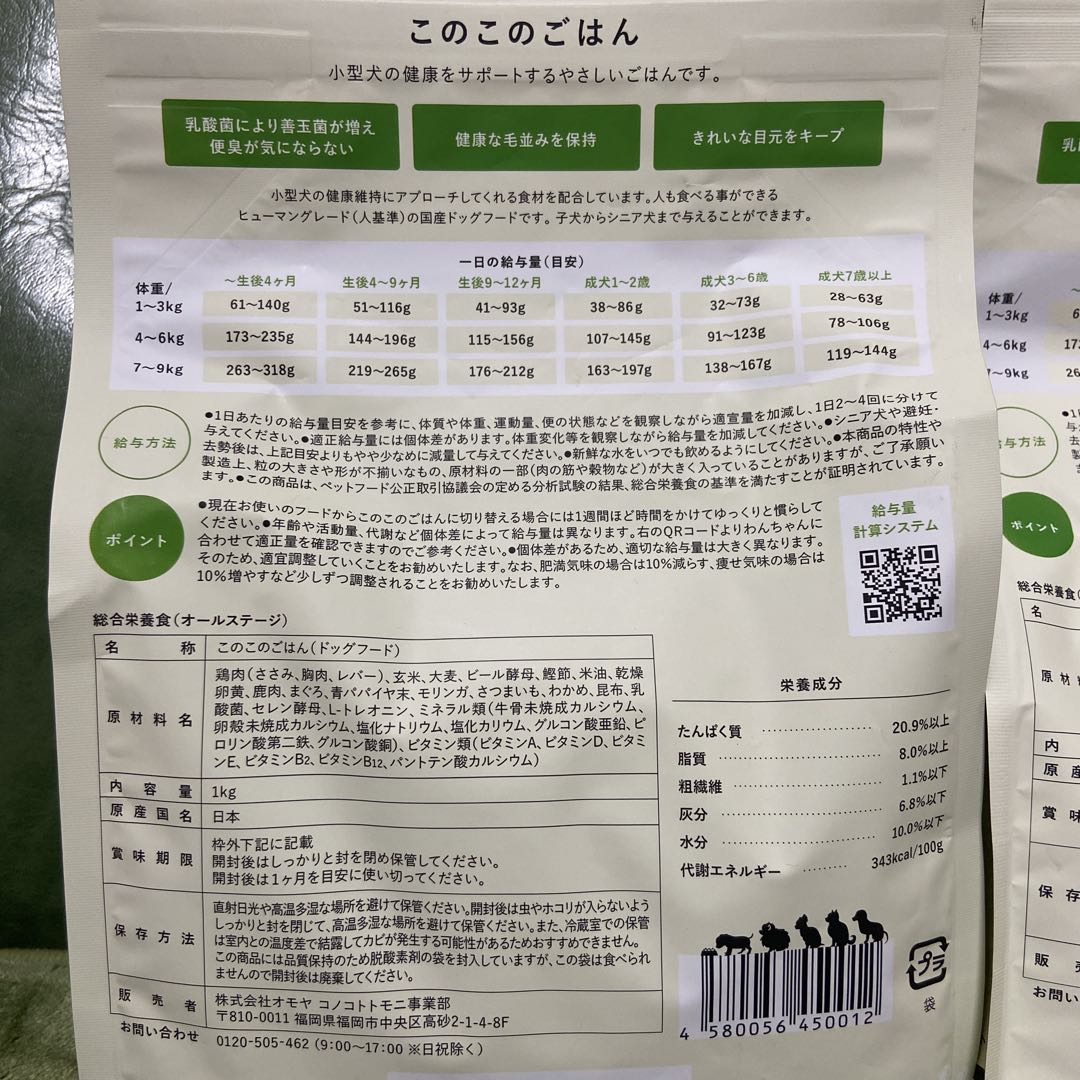 このこのごはん
小型犬の健康をサポートするやさしいごはんです。
乳酸菌により善玉菌が増え
便臭が気にならない
健康な毛並みを保持
きれいな目元をキープ
小型犬の健康維持にアプローチしてくれる食材を配合しています。人も食べる事ができる
ヒューマングレード(人基準)の国産ドッグフードです。子犬からシニア犬まで与えることができます。
一日の給与量(目安)
体重/ ～生後4ヶ月 生後4～9ヶ月 生後9～12ヶ月 成犬1～2歳 成犬3～6歳 成犬7歳以上
1～3kg 61～140g 51～116g 41～93g 38～86g 32～73g 28～63g
4～6kg 173～235g 144～196g 115～156g 107～145g 91～123g 78～106g
7～9kg 263～318g 219～265g 176～212g 163～197g 138～167g 119～144g
給与方法
●1日あたりの給与量目安を参考に、体質や体重、運動量、便の状態などを観察しながら適宜量を加減し、1日2～4回に分けて
与えてください。●適正給与量には個体差があります。体重変化等を観察しながら給与量を加減してください。●シニア犬や避妊・
去勢後は、上記目安よりもやや少なめに減量して与えてください。●新鮮な水をいつでも飲めるようにしてください。●本商品の特性や
製造上、粒の大きさや形が不揃いなもの、原材料の一部(肉の筋や穀物など)が大きく入っていることがありますが、ご了承願い
ます。●この商品は、ペットフード公正取引協議会の定める分析試験の結果、総合栄養食の基準を満たすことが証明されています。
ポイント
●現在お使いのフードからこのこのごはんに切り替える場合には1週間ほど時間をかけてゆっくりと慣らして
ください。●年齢や活動量、代謝など個体差によって給与量は異なります。右のQRコードよりわんちゃんに
合わせて適正量を確認できますのでご参考ください。●個体差があるため、適切な給与量は大きく異なります。
そのため、適宜調整していくことをお勧めいたします。なお、肥満気味の場合は10%減らす、痩せ気味の場合は
10%増やすなど少しずつ調整されることをお勧めいたします。
給与量
計算システム
総合栄養食(オールステージ)
名称 このこのごはん(ドッグフード)
原材料名
鶏肉(ささみ、胸肉、レバー)、玄米、大麦、ビール酵母、鰹節、米油、乾燥
卵黄、鹿肉、まぐろ、青パパイヤ末、モリンガ、さつまいも、わかめ、昆布、乳
酸菌、セレン酵母、L-トレオニン、ミネラル類(牛骨未焼成カルシウム、
卵殻未焼成カルシウム、塩化ナトリウム、塩化カリウム、グルコン酸亜鉛、ピ
ロリン酸第二鉄、グルコン酸銅)、ビタミン類(ビタミンA、ビタミンD、ビタミ
ンE、ビタミンB2、ビタミンB12、パントテン酸カルシウム)
内容量 1kg
原産国名 日本
賞味期限
枠外下記に記載
開封後はしっかりと封を閉め保管してください。
開封後は1ヶ月を目安に使い切ってください。
保存方法
直射日光や高温多湿な場所を避けて保管ください。開封後は虫やホコリが入らないよう
しっかりと封を閉じて、高温多湿な場所を避けて保管ください。また、冷蔵室での保管
は室内との温度差で結露してカビが発生する可能性があるためおすすめできません。
この商品には品質保持のため脱酸素剤の袋を封入していますが、この袋は食べられ
ませんので開封後は廃棄してください。
販売者
株式会社オモヤ コノコトトモニ事業部
〒810-0011 福岡県福岡市中央区高砂2-1-4-8F
お問い合わせ 0120-505-462(9:00～17:00 ※日祝除く)
栄養成分
たんぱく質 20.9%以上
脂質 8.0%以上
粗繊維 1.1%以下
灰分 6.8%以下
水分 10.0%以下
代謝エネルギー 343kcal/100g
4 580056 450012
プラ
袋
乳
体重/
1～3kg
4～6kg
7～9kg
給与方法
ポイント
総合栄養食(
名
原材
内
原産
賞味
保存
販売
お問い